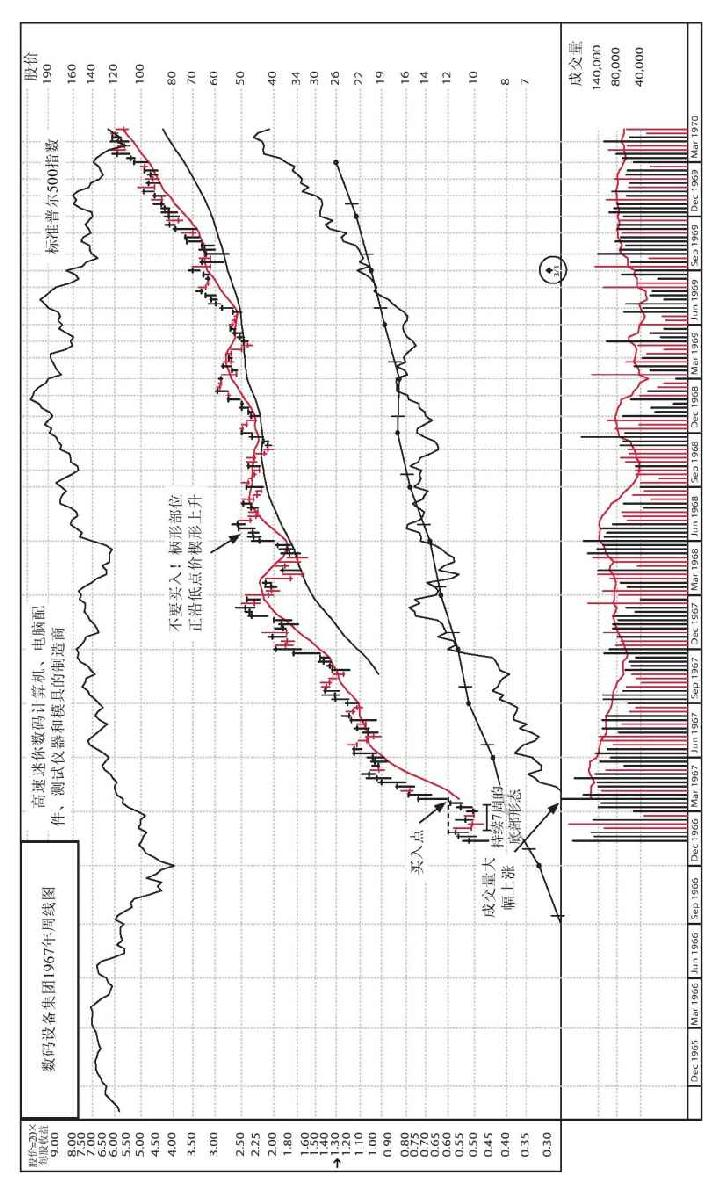 数码设备集团1967年周线图
高速迷你数码计算机、电脑配
件、测试仪器和模具的制造商
标准普尔500指数
不要买入！柄形部位
正沿低点价楔形上升
买入点
持续7周的
底部形态
成交量大
幅上涨
股价
190
160
140
120
100
80
70
60
50
40
34
30
26
22
19
16
14
12
10
8
7
成交量
140,000
80,000
40,000
股价=20×
每股收益
9.00
8.00
7.50
7.00
6.50
6.00
5.50
5.00
4.50
4.00
3.50
3.00
2.50
2.25
2.00
1.80
1.60
1.50
1.40
1.30
1.20
1.10
1.00
0.90
0.80
0.75
0.70
0.65
0.60
0.55
0.50
0.45
0.40
0.35
0.30
Dec 1965
Mar 1966
Jun 1966
Sep 1966
Dec 1966
Mar 1967
Jun 1967
Sep 1967
Dec 1967
Mar 1968
Jun 1968
Sep 1968
Dec 1968
Mar 1969
Jun 1969
Sep 1969
Dec 1969
Mar 1970